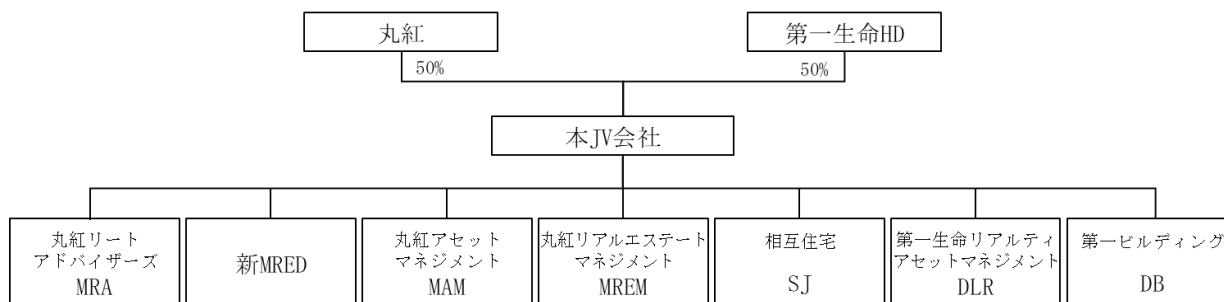 丸紅
第一生命HD
50%
50%
本JV会社
丸紅リート
アドバイザーズ
MRA
新MRED
丸紅アセット
マネジメント
MAM
丸紅リアルエステート
マネジメント
MREM
相互住宅
SJ
第一生命リアルティ
アセットマネジメント
DLR
第一ビルディング
DB